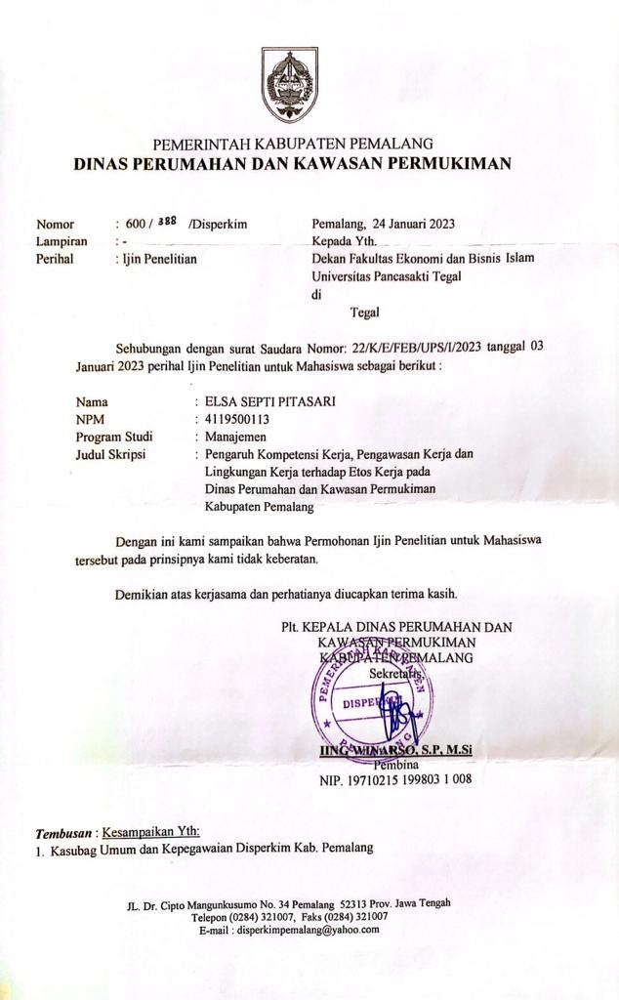 PEMERINTAH KABUPATEN PEMALANG
DINAS PERUMAHAN DAN KAWASAN PERMUKIMAN
Nomor : 600 / 388 /Disperkim
Lampiran : -
Perihal : Ijin Penelitian
Pemalang, 24 Januari 2023
Kepada Yth.
Dekan Fakultas Ekonomi dan Bisnis Islam
Universitas Pancasakti Tegal
di
Tegal
Sehubungan dengan surat Saudara Nomor: 22/K/E/FEB/UPS/I/2023 tanggal 03
Januari 2023 perihal Ijin Penelitian untuk Mahasiswa sebagai berikut :
Nama : ELSA SEPTI PITASARI
NPM : 4119500113
Program Studi : Manajemen
Judul Skripsi : Pengaruh Kompetensi Kerja, Pengawasan Kerja dan
Lingkungan Kerja terhadap Etos Kerja pada
Dinas Perumahan dan Kawasan Permukiman
Kabupaten Pemalang
Dengan ini kami sampaikan bahwa Permohonan Ijin Penelitian untuk Mahasiswa
tersebut pada prinsipnya kami tidak keberatan.
Demikian atas kerjasama dan perhatianya diucapkan terima kasih.
Plt. KEPALA DINAS PERUMAHAN DAN
KAWASAN PERMUKIMAN
KABUPATEN PEMALANG
Sekretaris,
PEMERINTAH KABUPATEN
DISPERKIM
PEMALANG
IING WINARSO, S.P, M.Si
Pembina
NIP. 19710215 199803 1 008
Tembusan : Kesampaikan Yth:
1. Kasubag Umum dan Kepegawaian Disperkim Kab. Pemalang
JL. Dr. Cipto Mangunkusumo No. 34 Pemalang 52313 Prov. Jawa Tengah
Telepon (0284) 321007, Faks (0284) 321007
E-mail : disperkimpemalang@yahoo.com